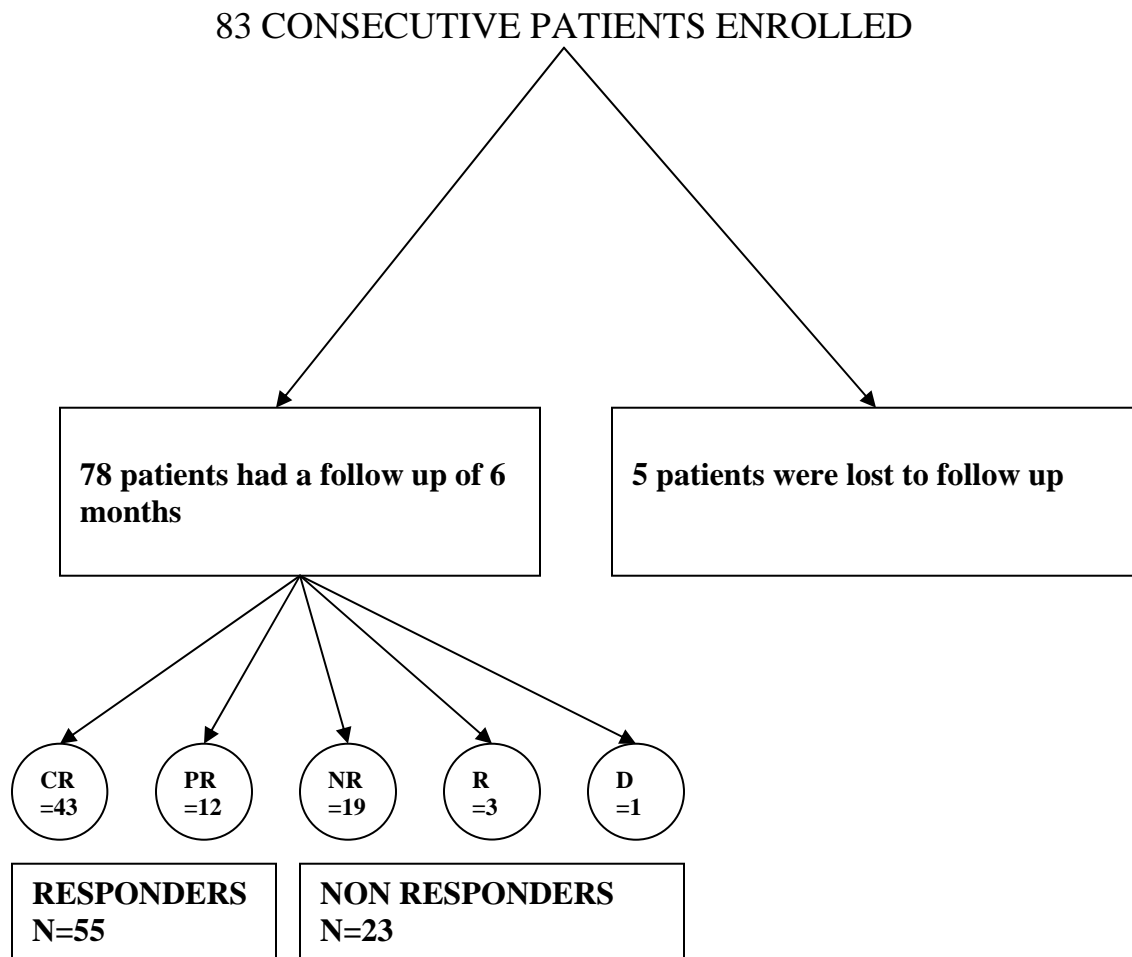 83 CONSECUTIVE PATIENTS ENROLLED
78 patients had a follow up of 6
months
5 patients were lost to follow up
CR
=43
PR
=12
NR
=19
R
=3
D
=1
RESPONDERS
N=55
NON RESPONDERS
N=23